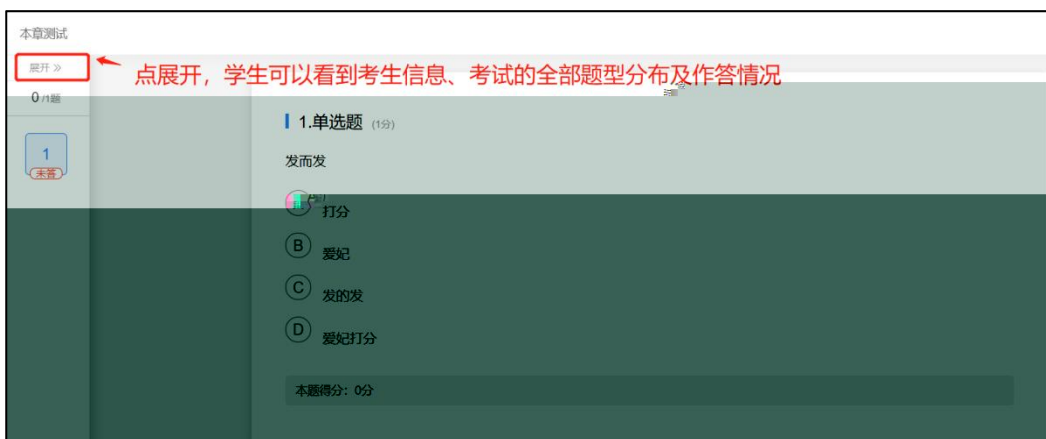 本章测试
展开 »
点展开，学生可以看到考生信息、考试的全部题型分布及作答情况
0/1题
1.单选题 (1分)
1
未答
发而发
打分
B 爱妃
C 发的发
D 爱妃打分
本题得分：0分